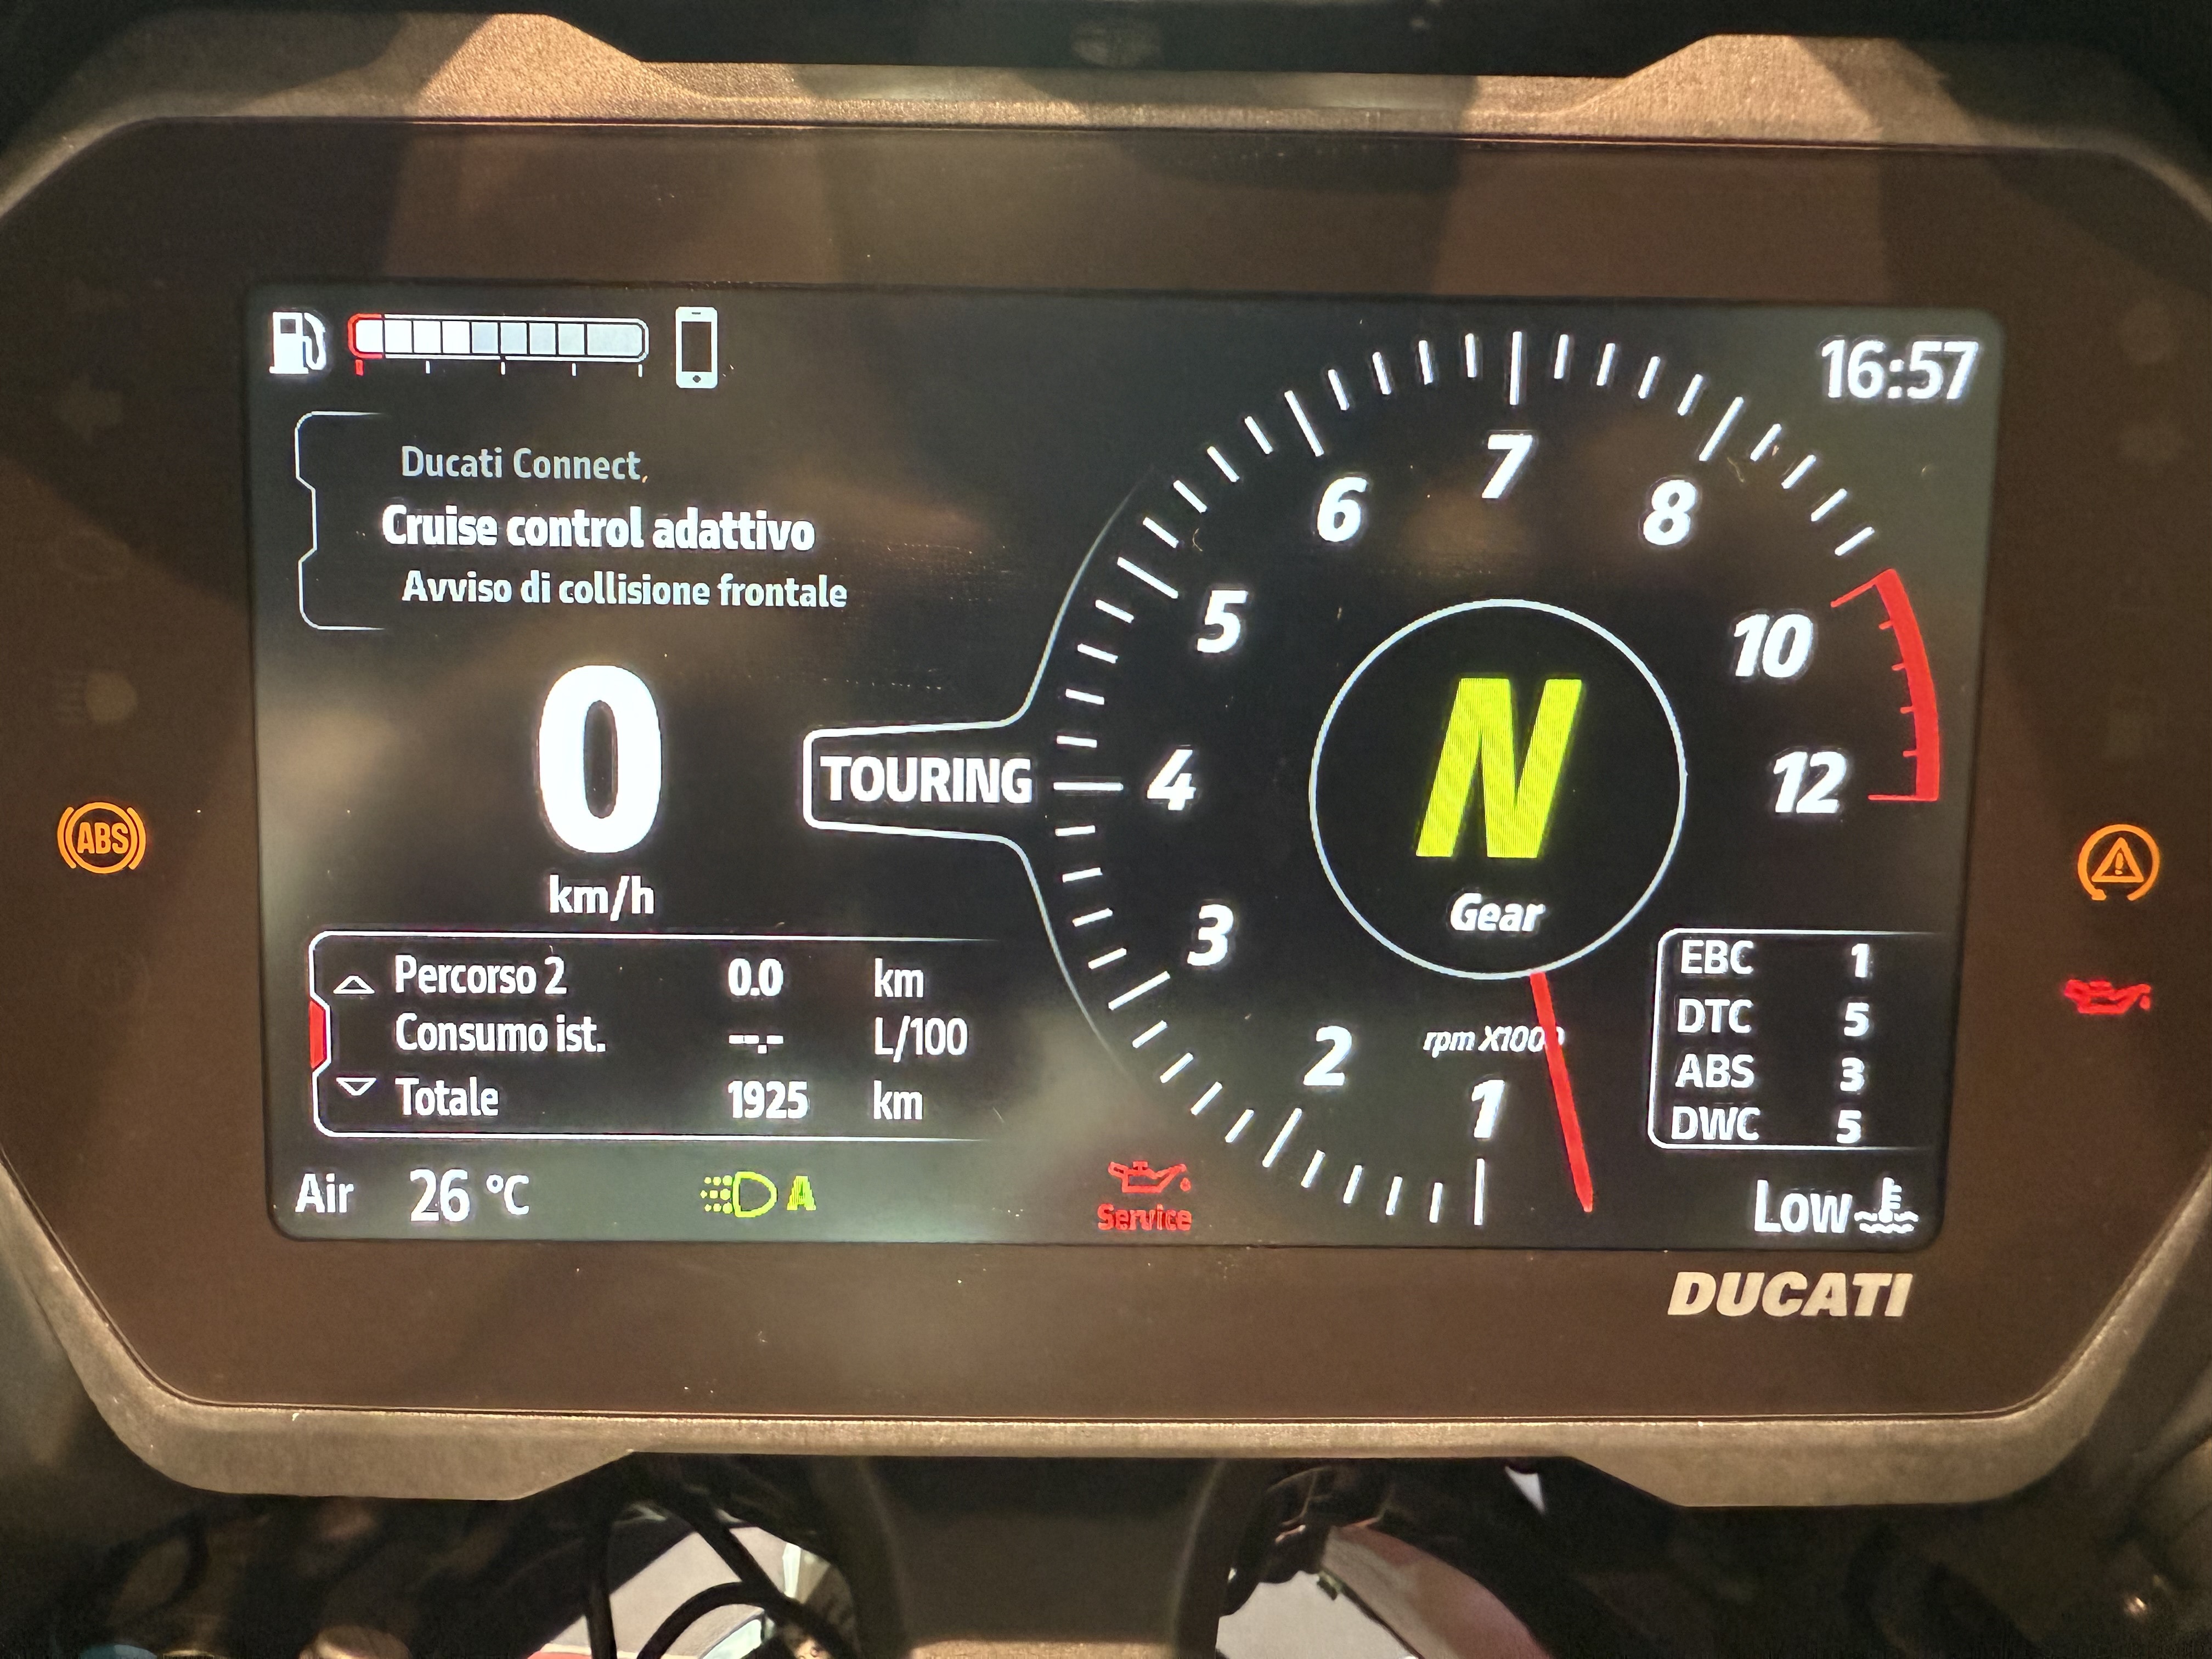 16:57
Ducati Connect,
Cruise control adattivo
Avviso di collisione frontale
0
km/h
TOURING
1
2
3
4
5
6
7
8
10
12
N
Gear
rpm X1000
ABS
Percorso 2 0.0 km
Consumo ist. --.- L/100
Totale 1925 km
EBC 1
DTC 5
ABS 3
DWC 5
Air 26 °C
A
Service
Low
DUCATI